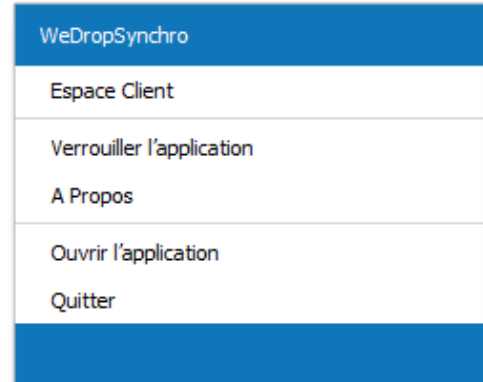 WeDropSynchro
Espace Client
Verrouiller l’application
A Propos
Ouvrir l’application
Quitter